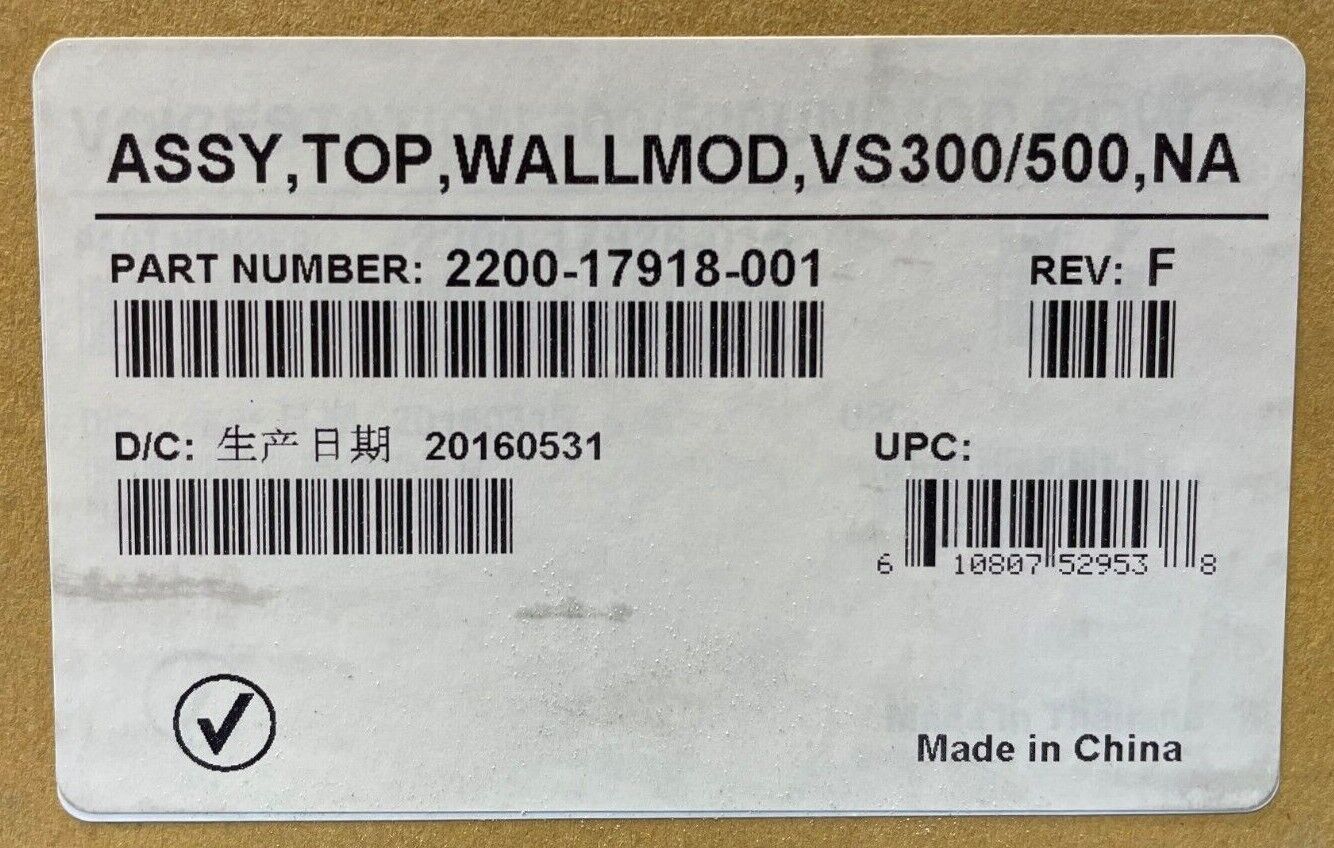 ASSY,TOP,WALLMOD,VS300/500,NA
PART NUMBER: 2200-17918-001 REV: F
D/C: 生产日期 20160531 UPC:
6 10807 52953 8
Made in China